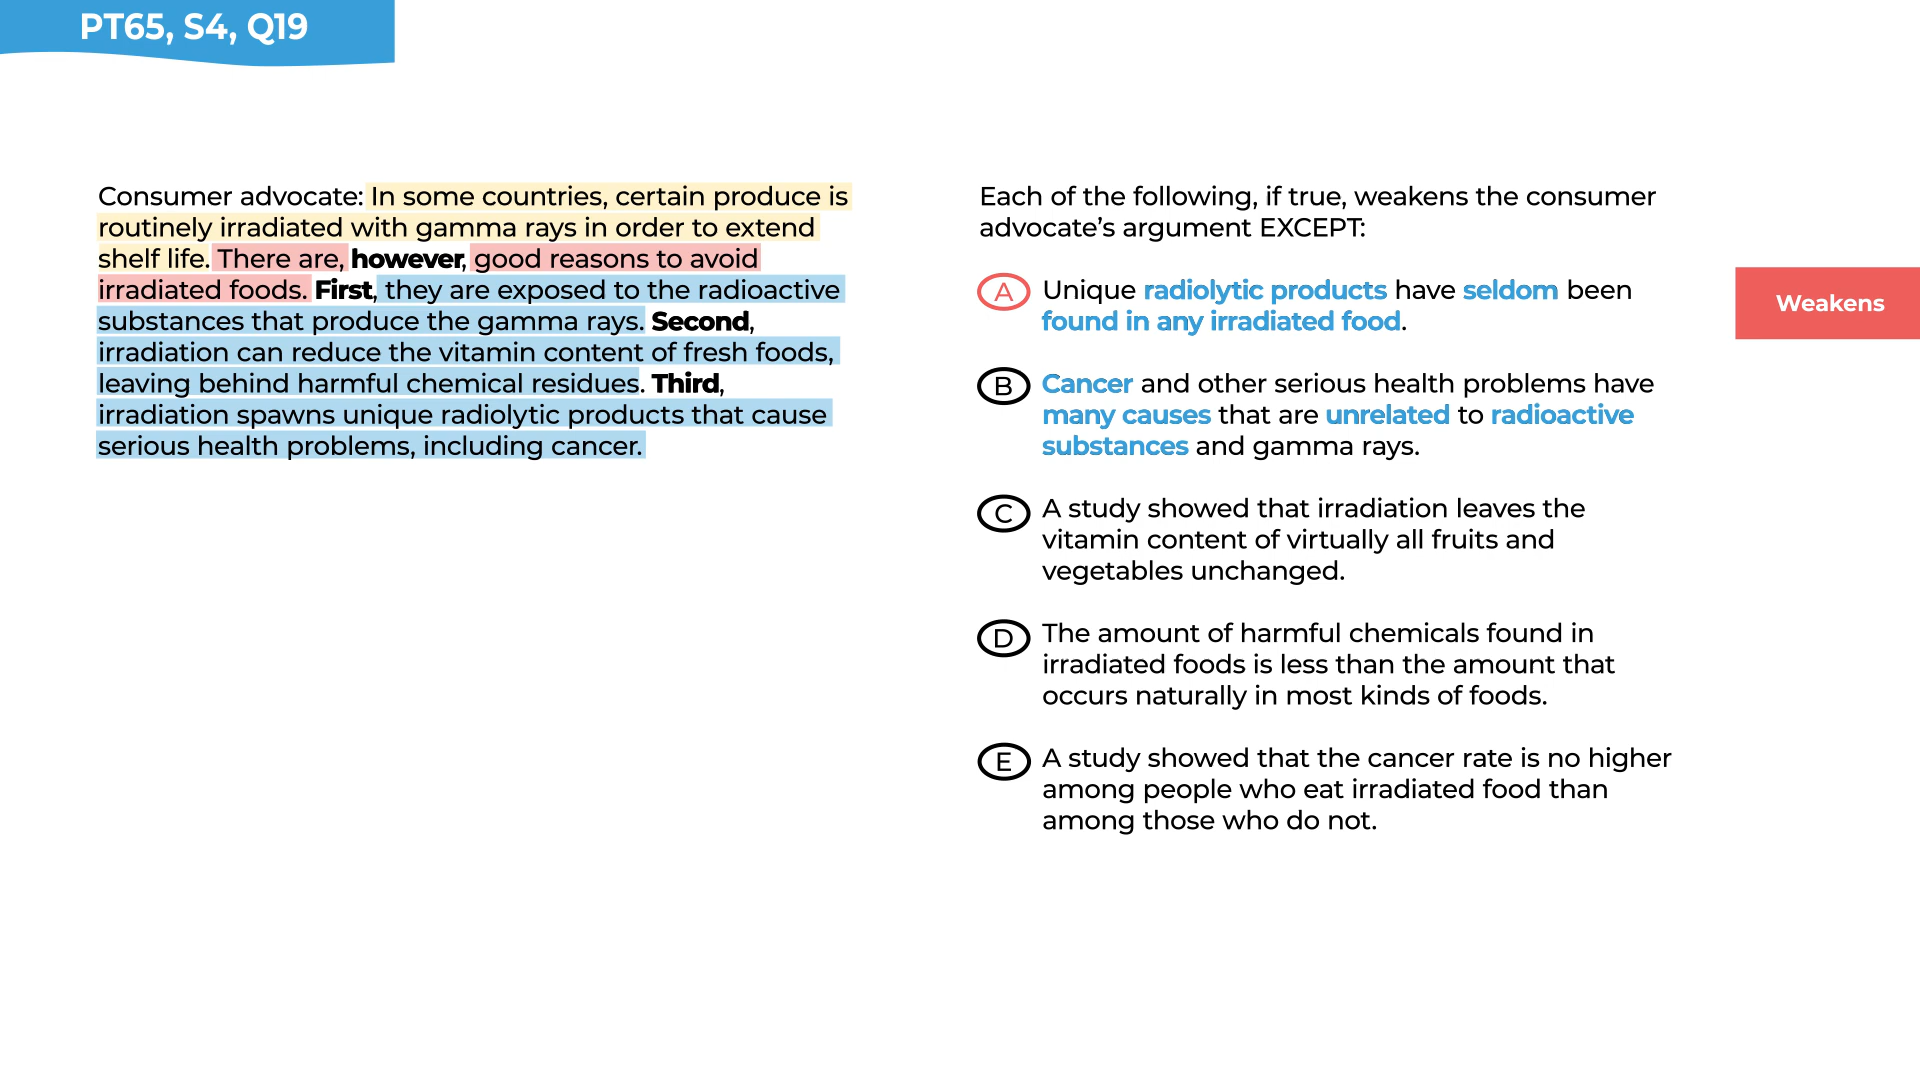 PT65, S4, Q19
Consumer advocate: In some countries, certain produce is
routinely irradiated with gamma rays in order to extend
shelf life. There are, however, good reasons to avoid
irradiated foods. First, they are exposed to the radioactive
substances that produce the gamma rays. Second,
irradiation can reduce the vitamin content of fresh foods,
leaving behind harmful chemical residues. Third,
irradiation spawns unique radiolytic products that cause
serious health problems, including cancer.
Each of the following, if true, weakens the consumer
advocate's argument EXCEPT:
A Unique radiolytic products have seldom been
found in any irradiated food.
Weakens
B Cancer and other serious health problems have
many causes that are unrelated to radioactive
substances and gamma rays.
C A study showed that irradiation leaves the
vitamin content of virtually all fruits and
vegetables unchanged.
D The amount of harmful chemicals found in
irradiated foods is less than the amount that
occurs naturally in most kinds of foods.
E A study showed that the cancer rate is no higher
among people who eat irradiated food than
among those who do not.